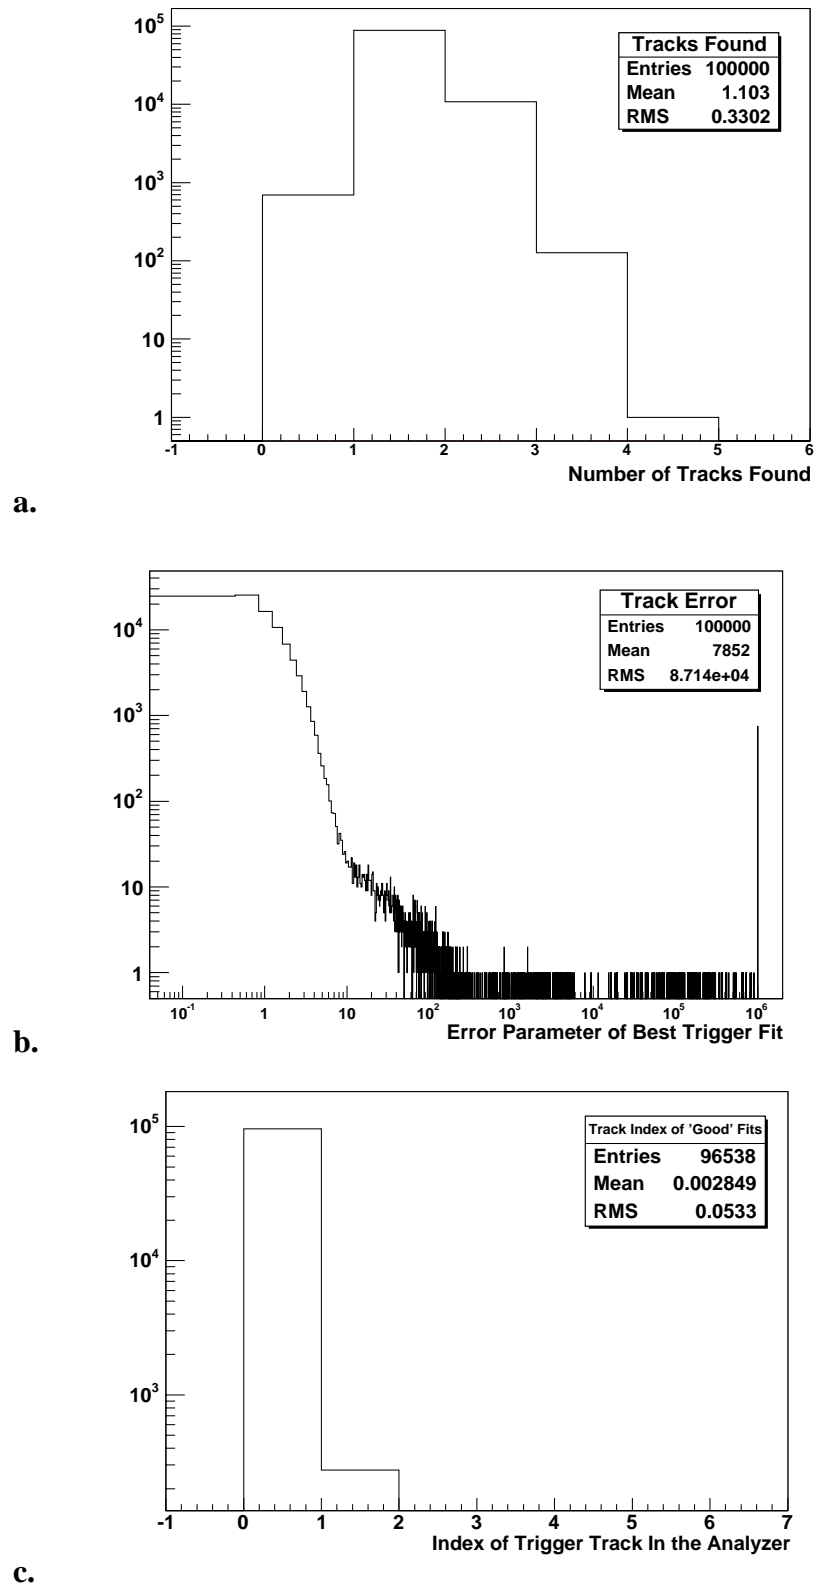 10^5
10^4
10^3
10^2
10
1
Tracks Found
Entries 100000
Mean 1.103
RMS 0.3302
-1 0 1 2 3 4 5 6
Number of Tracks Found
a.
10^4
10^3
10^2
10
1
Track Error
Entries 100000
Mean 7852
RMS 8.714e+04
10^-1 1 10 10^2 10^3 10^4 10^5 10^6
Error Parameter of Best Trigger Fit
b.
10^5
10^4
10^3
Track Index of 'Good' Fits
Entries 96538
Mean 0.002849
RMS 0.0533
-1 0 1 2 3 4 5 6 7
Index of Trigger Track In the Analyzer
c.